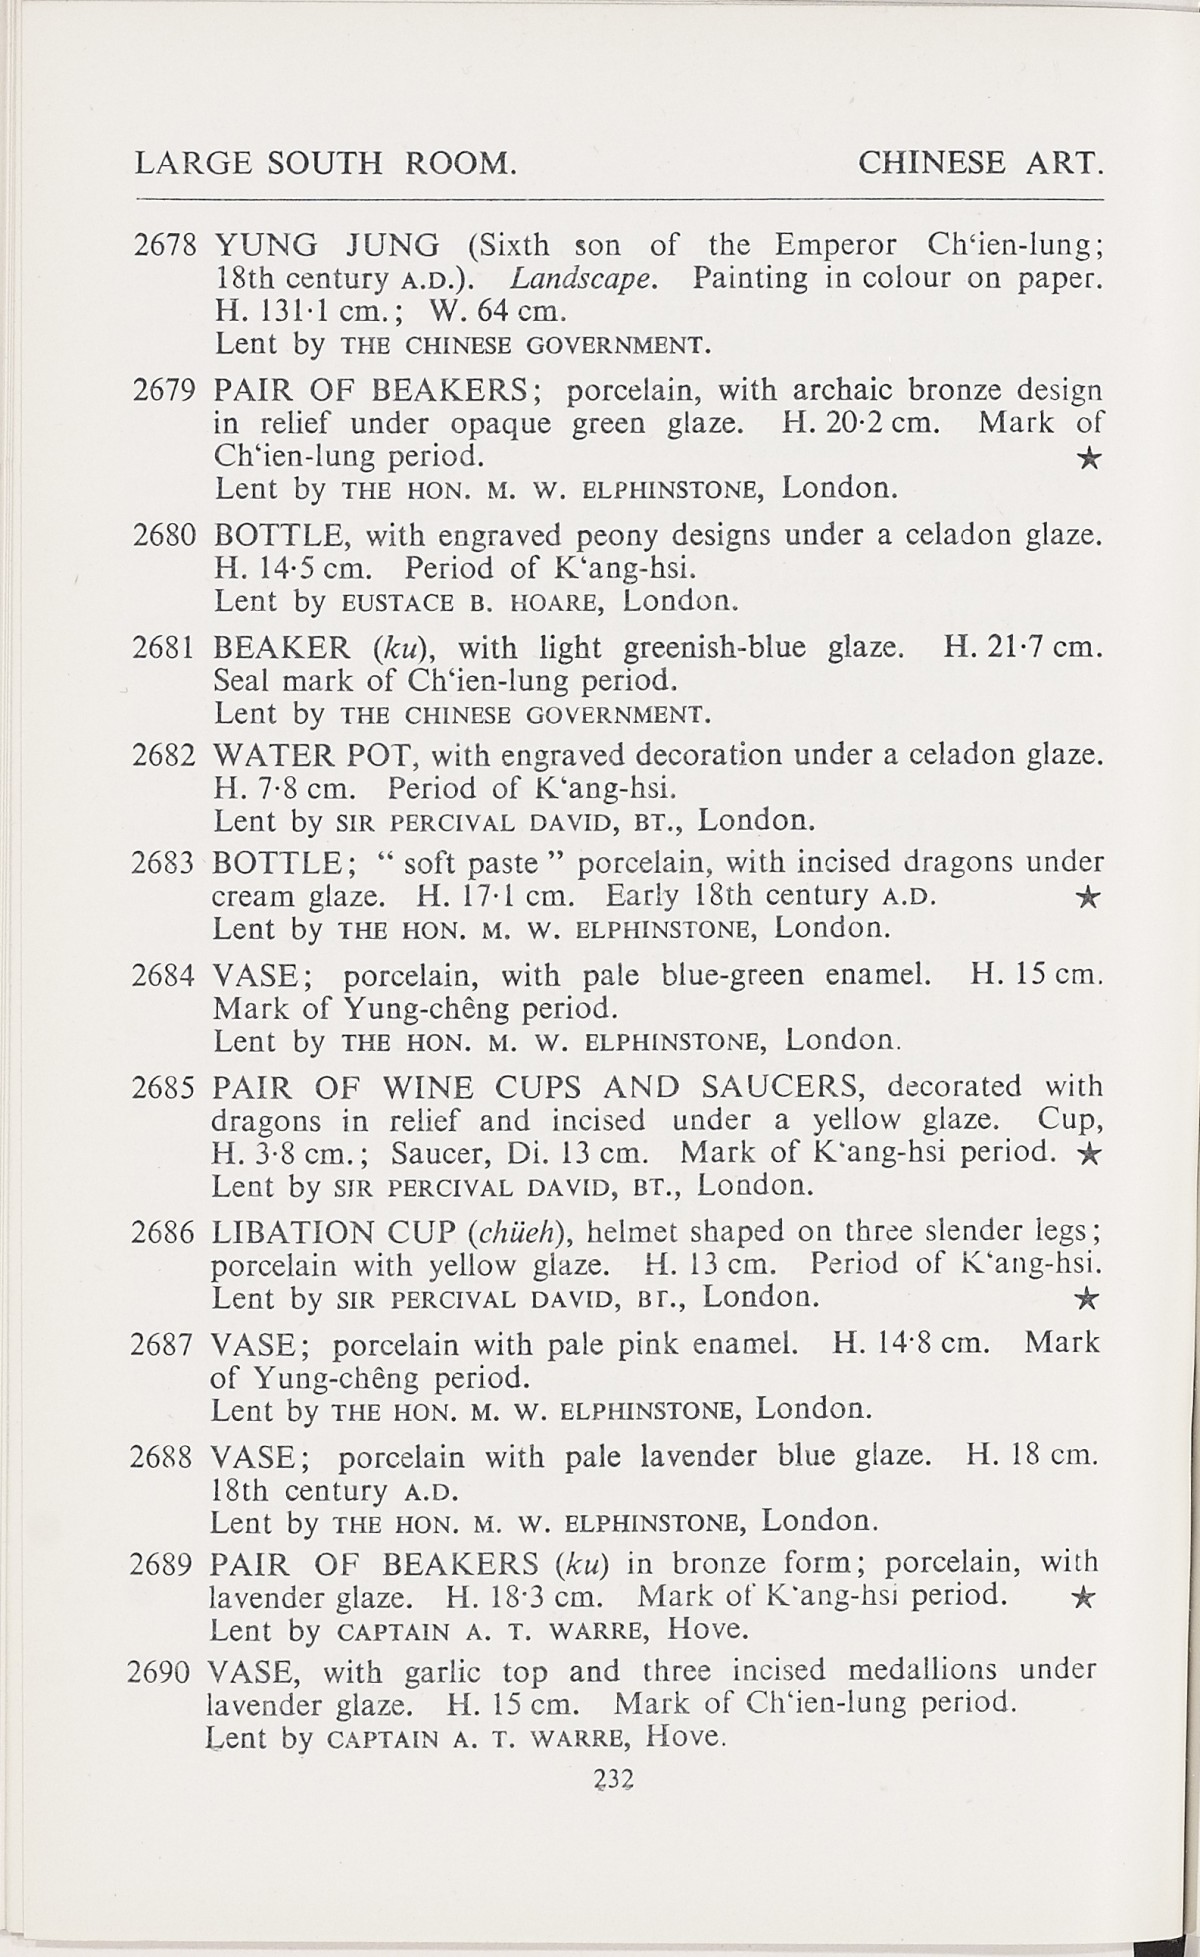 LARGE SOUTH ROOM. CHINESE ART.
2678 YUNG JUNG (Sixth son of the Emperor Ch‘ien-lung;
18th century A.D.). Landscape. Painting in colour on paper.
H. 131·1 cm.; W. 64 cm.
Lent by THE CHINESE GOVERNMENT.
2679 PAIR OF BEAKERS; porcelain, with archaic bronze design
in relief under opaque green glaze. H. 20·2 cm. Mark of
Ch‘ien-lung period. ★
Lent by THE HON. M. W. ELPHINSTONE, London.
2680 BOTTLE, with engraved peony designs under a celadon glaze.
H. 14·5 cm. Period of K‘ang-hsi.
Lent by EUSTACE B. HOARE, London.
2681 BEAKER (ku), with light greenish-blue glaze. H. 21·7 cm.
Seal mark of Ch‘ien-lung period.
Lent by THE CHINESE GOVERNMENT.
2682 WATER POT, with engraved decoration under a celadon glaze.
H. 7·8 cm. Period of K‘ang-hsi.
Lent by SIR PERCIVAL DAVID, BT., London.
2683 BOTTLE; “ soft paste ” porcelain, with incised dragons under
cream glaze. H. 17·1 cm. Early 18th century A.D. ★
Lent by THE HON. M. W. ELPHINSTONE, London.
2684 VASE; porcelain, with pale blue-green enamel. H. 15 cm.
Mark of Yung-chêng period.
Lent by THE HON. M. W. ELPHINSTONE, London.
2685 PAIR OF WINE CUPS AND SAUCERS, decorated with
dragons in relief and incised under a yellow glaze. Cup,
H. 3·8 cm.; Saucer, Di. 13 cm. Mark of K‘ang-hsi period. ★
Lent by SIR PERCIVAL DAVID, BT., London.
2686 LIBATION CUP (chüeh), helmet shaped on three slender legs;
porcelain with yellow glaze. H. 13 cm. Period of K‘ang-hsi.
Lent by SIR PERCIVAL DAVID, BT., London. ★
2687 VASE; porcelain with pale pink enamel. H. 14·8 cm. Mark
of Yung-chêng period.
Lent by THE HON. M. W. ELPHINSTONE, London.
2688 VASE; porcelain with pale lavender blue glaze. H. 18 cm.
18th century A.D.
Lent by THE HON. M. W. ELPHINSTONE, London.
2689 PAIR OF BEAKERS (ku) in bronze form; porcelain, with
lavender glaze. H. 18·3 cm. Mark of K‘ang-hsi period. ★
Lent by CAPTAIN A. T. WARRE, Hove.
2690 VASE, with garlic top and three incised medallions under
lavender glaze. H. 15 cm. Mark of Ch‘ien-lung period.
Lent by CAPTAIN A. T. WARRE, Hove.
232